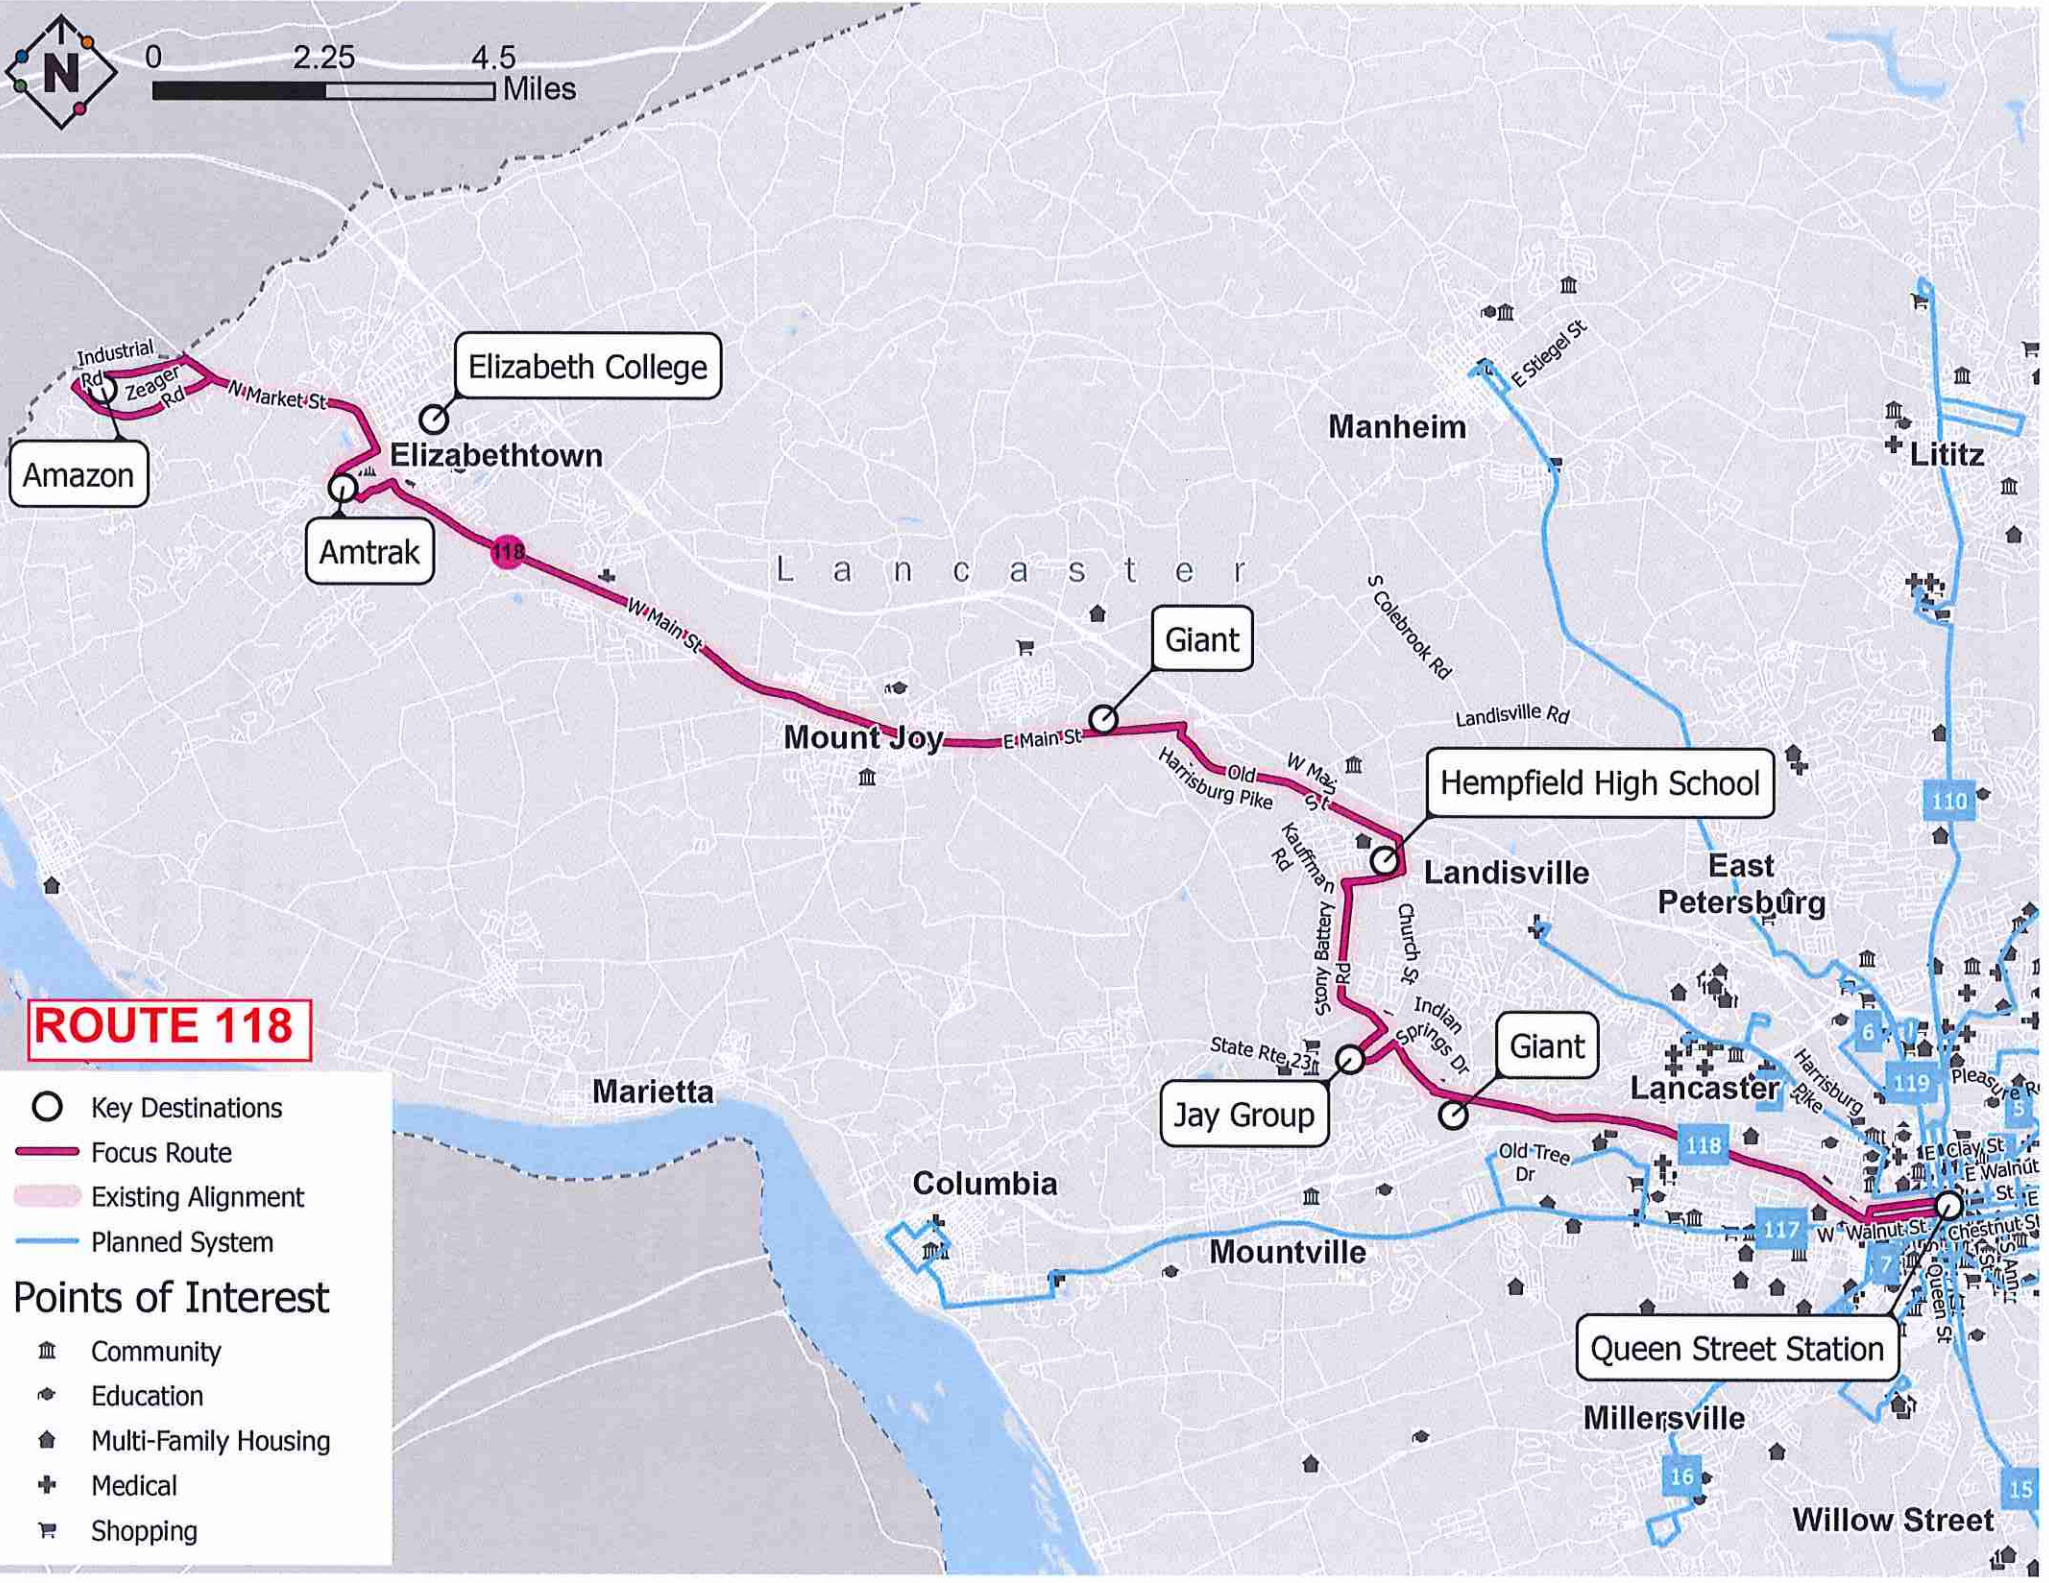 N
0 2.25 4.5
Miles
Industrial
Rd
Zeager
Rd
N Market St
Elizabeth College
Elizabethtown
Amazon
Amtrak
118
W Main St
Lancaster
Giant
Mount Joy
E Main St
Harrisburg Pike
Old
W Main
St
S Colebrook Rd
Landisville Rd
Manheim
E Stiegel St
Lititz
110
Hempfield High School
Kauffman
Rd
Landisville
East
Petersburg
Stony Battery
Rd
Church St
Indian
Springs Dr
State Rte 23
Jay Group
Giant
Lancaster
Harrisburg
Pike
6
119
Pleasure R
5
118
E Clay St
E Walnut
St
E
Old Tree
Dr
117
W Walnut St
Chestnut St
7
S Queen St
S Ann
St
Queen Street Station
Marietta
Columbia
Mountville
Millersville
16
15
Willow Street
ROUTE 118
Key Destinations
Focus Route
Existing Alignment
Planned System
Points of Interest
Community
Education
Multi-Family Housing
Medical
Shopping